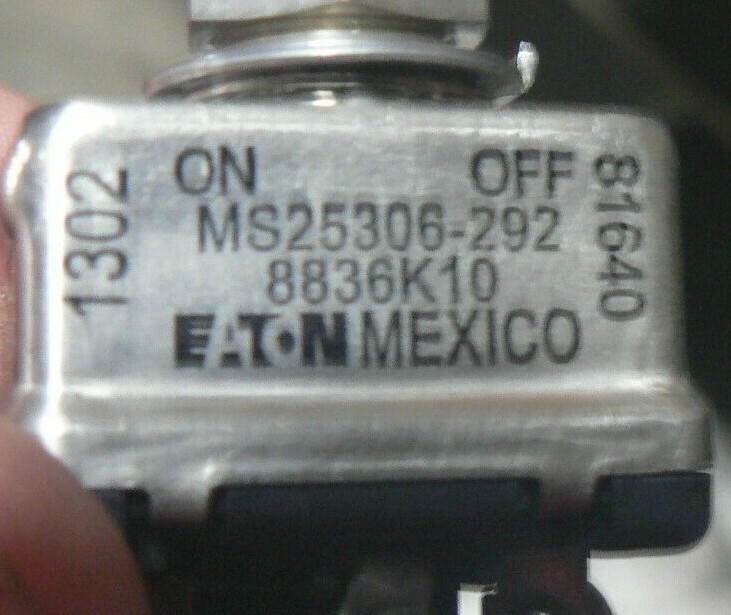 1302
ON OFF
MS25306-292
8836K10
EATON MEXICO
81640